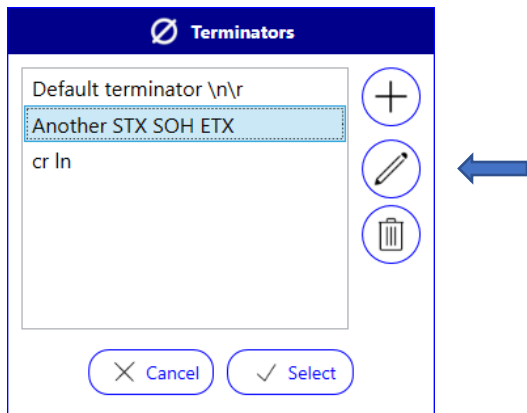 Terminators
Default terminator \n\r
Another STX SOH ETX
cr ln
Cancel
Select